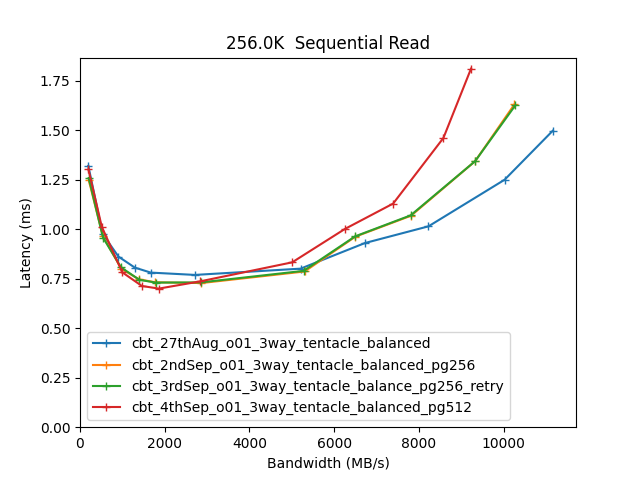 256.0K Sequential Read
Latency (ms)
1.75
1.50
1.25
1.00
0.75
0.50
0.25
0.00
cbt_27thAug_o01_3way_tentacle_balanced
cbt_2ndSep_o01_3way_tentacle_balanced_pg256
cbt_3rdSep_o01_3way_tentacle_balance_pg256_retry
cbt_4thSep_o01_3way_tentacle_balanced_pg512
0 2000 4000 6000 8000 10000
Bandwidth (MB/s)